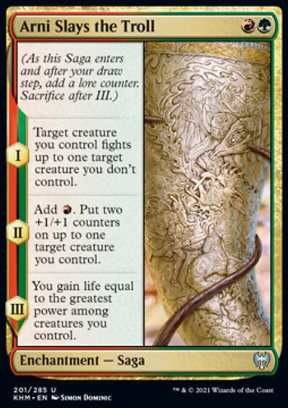 Arni Slays the Troll
(As this Saga enters
and after your draw
step, add a lore counter.
Sacrifice after III.)
I
Target creature
you control fights
up to one target
creature you don't
control.
II
Add R. Put two
+1/+1 counters
on up to one
target creature
you control.
III
You gain life equal
to the greatest
power among
creatures you
control.
Enchantment — Saga
201/285 U
KHM • EN SIMON DOMINIC
™ & © 2021 Wizards of the Coast